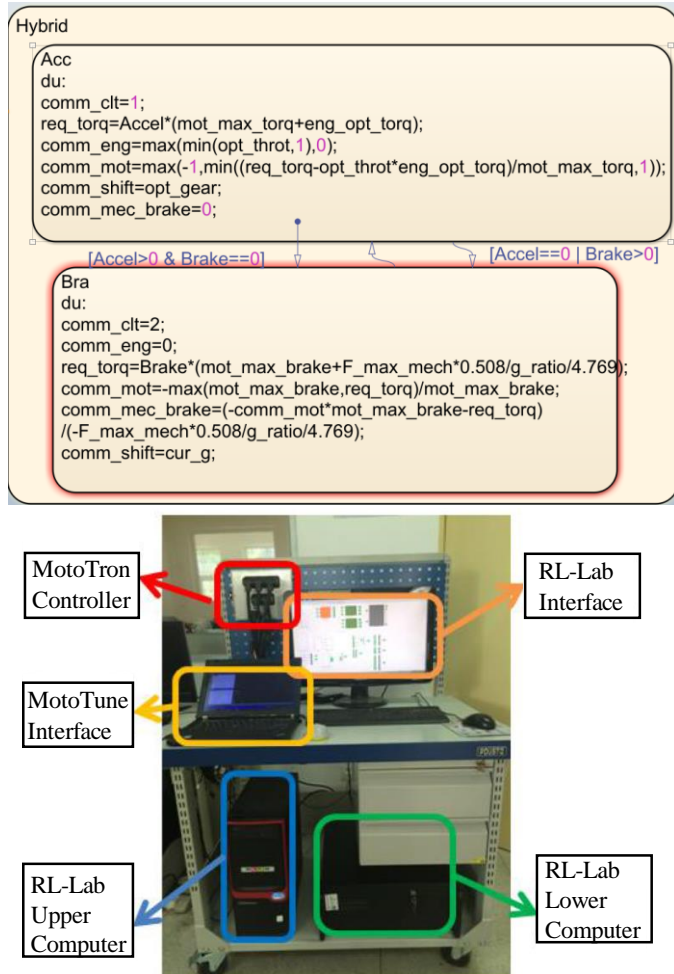 Hybrid
Acc
du:
comm_clt=1;
req_torq=Accel*(mot_max_torq+eng_opt_torq);
comm_eng=max(min(opt_throt,1),0);
comm_mot=max(-1,min((req_torq-opt_throt*eng_opt_torq)/mot_max_torq,1));
comm_shift=opt_gear;
comm_mec_brake=0;
[Accel>0 & Brake==0]
[Accel==0 | Brake>0]
Bra
du:
comm_clt=2;
comm_eng=0;
req_torq=Brake*(mot_max_brake+F_max_mech*0.508/g_ratio/4.769);
comm_mot=-max(mot_max_brake,req_torq)/mot_max_brake;
comm_mec_brake=(-comm_mot*mot_max_brake-req_torq)
/(-F_max_mech*0.508/g_ratio/4.769);
comm_shift=cur_g;
MotoTron
Controller
RL-Lab
Interface
MotoTune
Interface
RL-Lab
Upper
Computer
RL-Lab
Lower
Computer